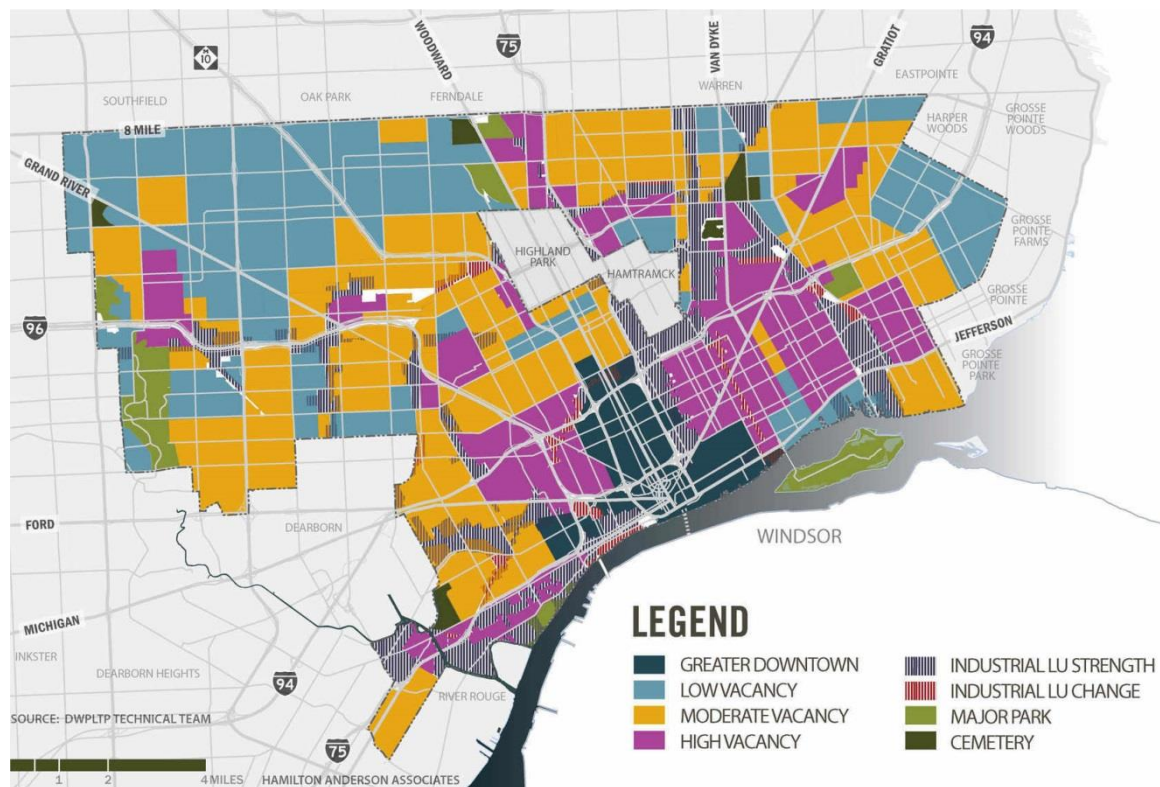 WOODWARD
75
VAN DYKE
GRATIOT
94
M
10
EASTPOINTE
SOUTHFIELD
OAK PARK
FERNDALE
WARREN
8 MILE
HARPER
WOODS
GROSSE
POINTE
WOODS
GRAND RIVER
GROSSE
POINTE
FARMS
HIGHLAND
PARK
HAMTRAMCK
GROSSE
POINTE
96
JEFFERSON
GROSSE
POINTE
PARK
FORD
DEARBORN
WINDSOR
MICHIGAN
INKSTER
DEARBORN HEIGHTS
94
RIVER ROUGE
75
LEGEND
GREATER DOWNTOWN
LOW VACANCY
MODERATE VACANCY
HIGH VACANCY
INDUSTRIAL LU STRENGTH
INDUSTRIAL LU CHANGE
MAJOR PARK
CEMETERY
SOURCE: DWPLTP TECHNICAL TEAM
1 2 4 MILES
HAMILTON ANDERSON ASSOCIATES